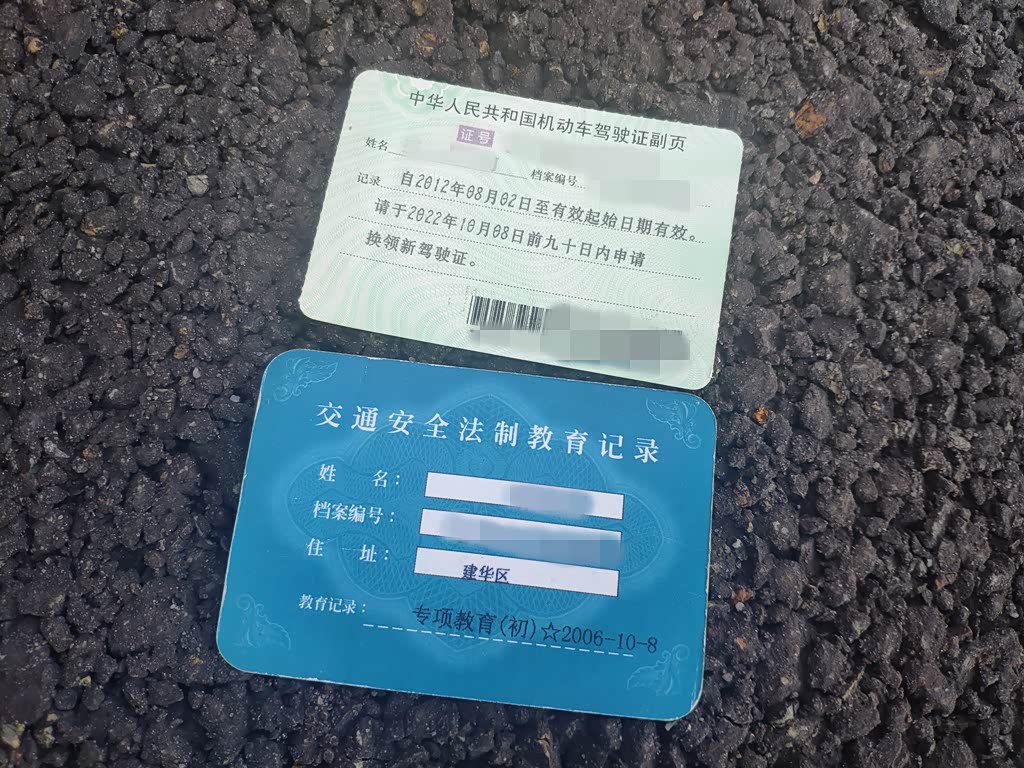 中华人民共和国机动车驾驶证副页
证号
姓名 档案编号
记录 自2012年08月02日至有效起始日期有效。
请于2022年10月08日前九十日内申请
换领新驾驶证。
交通安全法制教育记录
姓 名：
档案编号：
住 址： 建华区
教育记录： 专项教育(初)☆2006-10-8